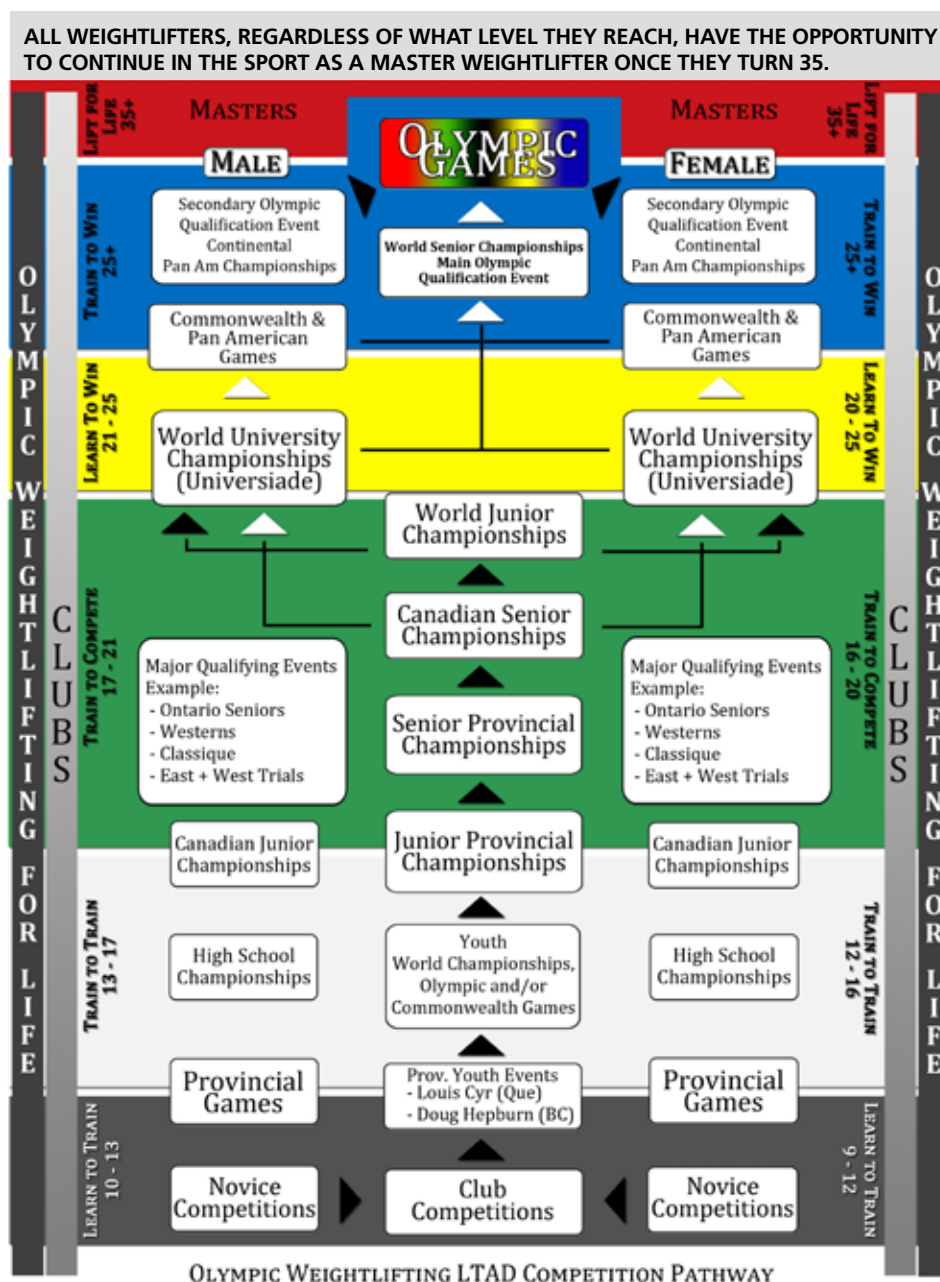 ALL WEIGHTLIFTERS, REGARDLESS OF WHAT LEVEL THEY REACH, HAVE THE OPPORTUNITY
TO CONTINUE IN THE SPORT AS A MASTER WEIGHTLIFTER ONCE THEY TURN 35.
OLYMPIC WEIGHTLIFTING FOR LIFE
CLUBS
LIFT FOR
LIFE
35+
MASTERS
OLYMPIC
GAMES
MASTERS
LIFT FOR
LIFE
35+
MALE
FEMALE
TRAIN TO WIN
25+
Secondary Olympic
Qualification Event
Continental
Pan Am Championships
World Senior Championships
Main Olympic
Qualification Event
Secondary Olympic
Qualification Event
Continental
Pan Am Championships
TRAIN TO WIN
25+
Commonwealth &
Pan American
Games
Commonwealth &
Pan American
Games
LEARN TO WIN
21 - 25
World University
Championships
(Universiade)
World University
Championships
(Universiade)
LEARN TO WIN
20 - 25
World Junior
Championships
TRAIN TO COMPETE
17 - 21
Canadian Senior
Championships
TRAIN TO COMPETE
16 - 20
Major Qualifying Events
Example:
- Ontario Seniors
- Westerns
- Classique
- East + West Trials
Senior Provincial
Championships
Major Qualifying Events
Example:
- Ontario Seniors
- Westerns
- Classique
- East + West Trials
Canadian Junior
Championships
Junior Provincial
Championships
Canadian Junior
Championships
TRAIN TO TRAIN
13 - 17
High School
Championships
Youth
World Championships,
Olympic and/or
Commonwealth Games
High School
Championships
TRAIN TO TRAIN
12 - 16
Provincial
Games
Prov. Youth Events
- Louis Cyr (Que)
- Doug Hepburn (BC)
Provincial
Games
LEARN TO TRAIN
10 - 13
Novice
Competitions
Club
Competitions
Novice
Competitions
LEARN TO TRAIN
9 - 12
CLUBS
OLYMPIC WEIGHTLIFTING FOR LIFE
OLYMPIC WEIGHTLIFTING LTAD COMPETITION PATHWAY